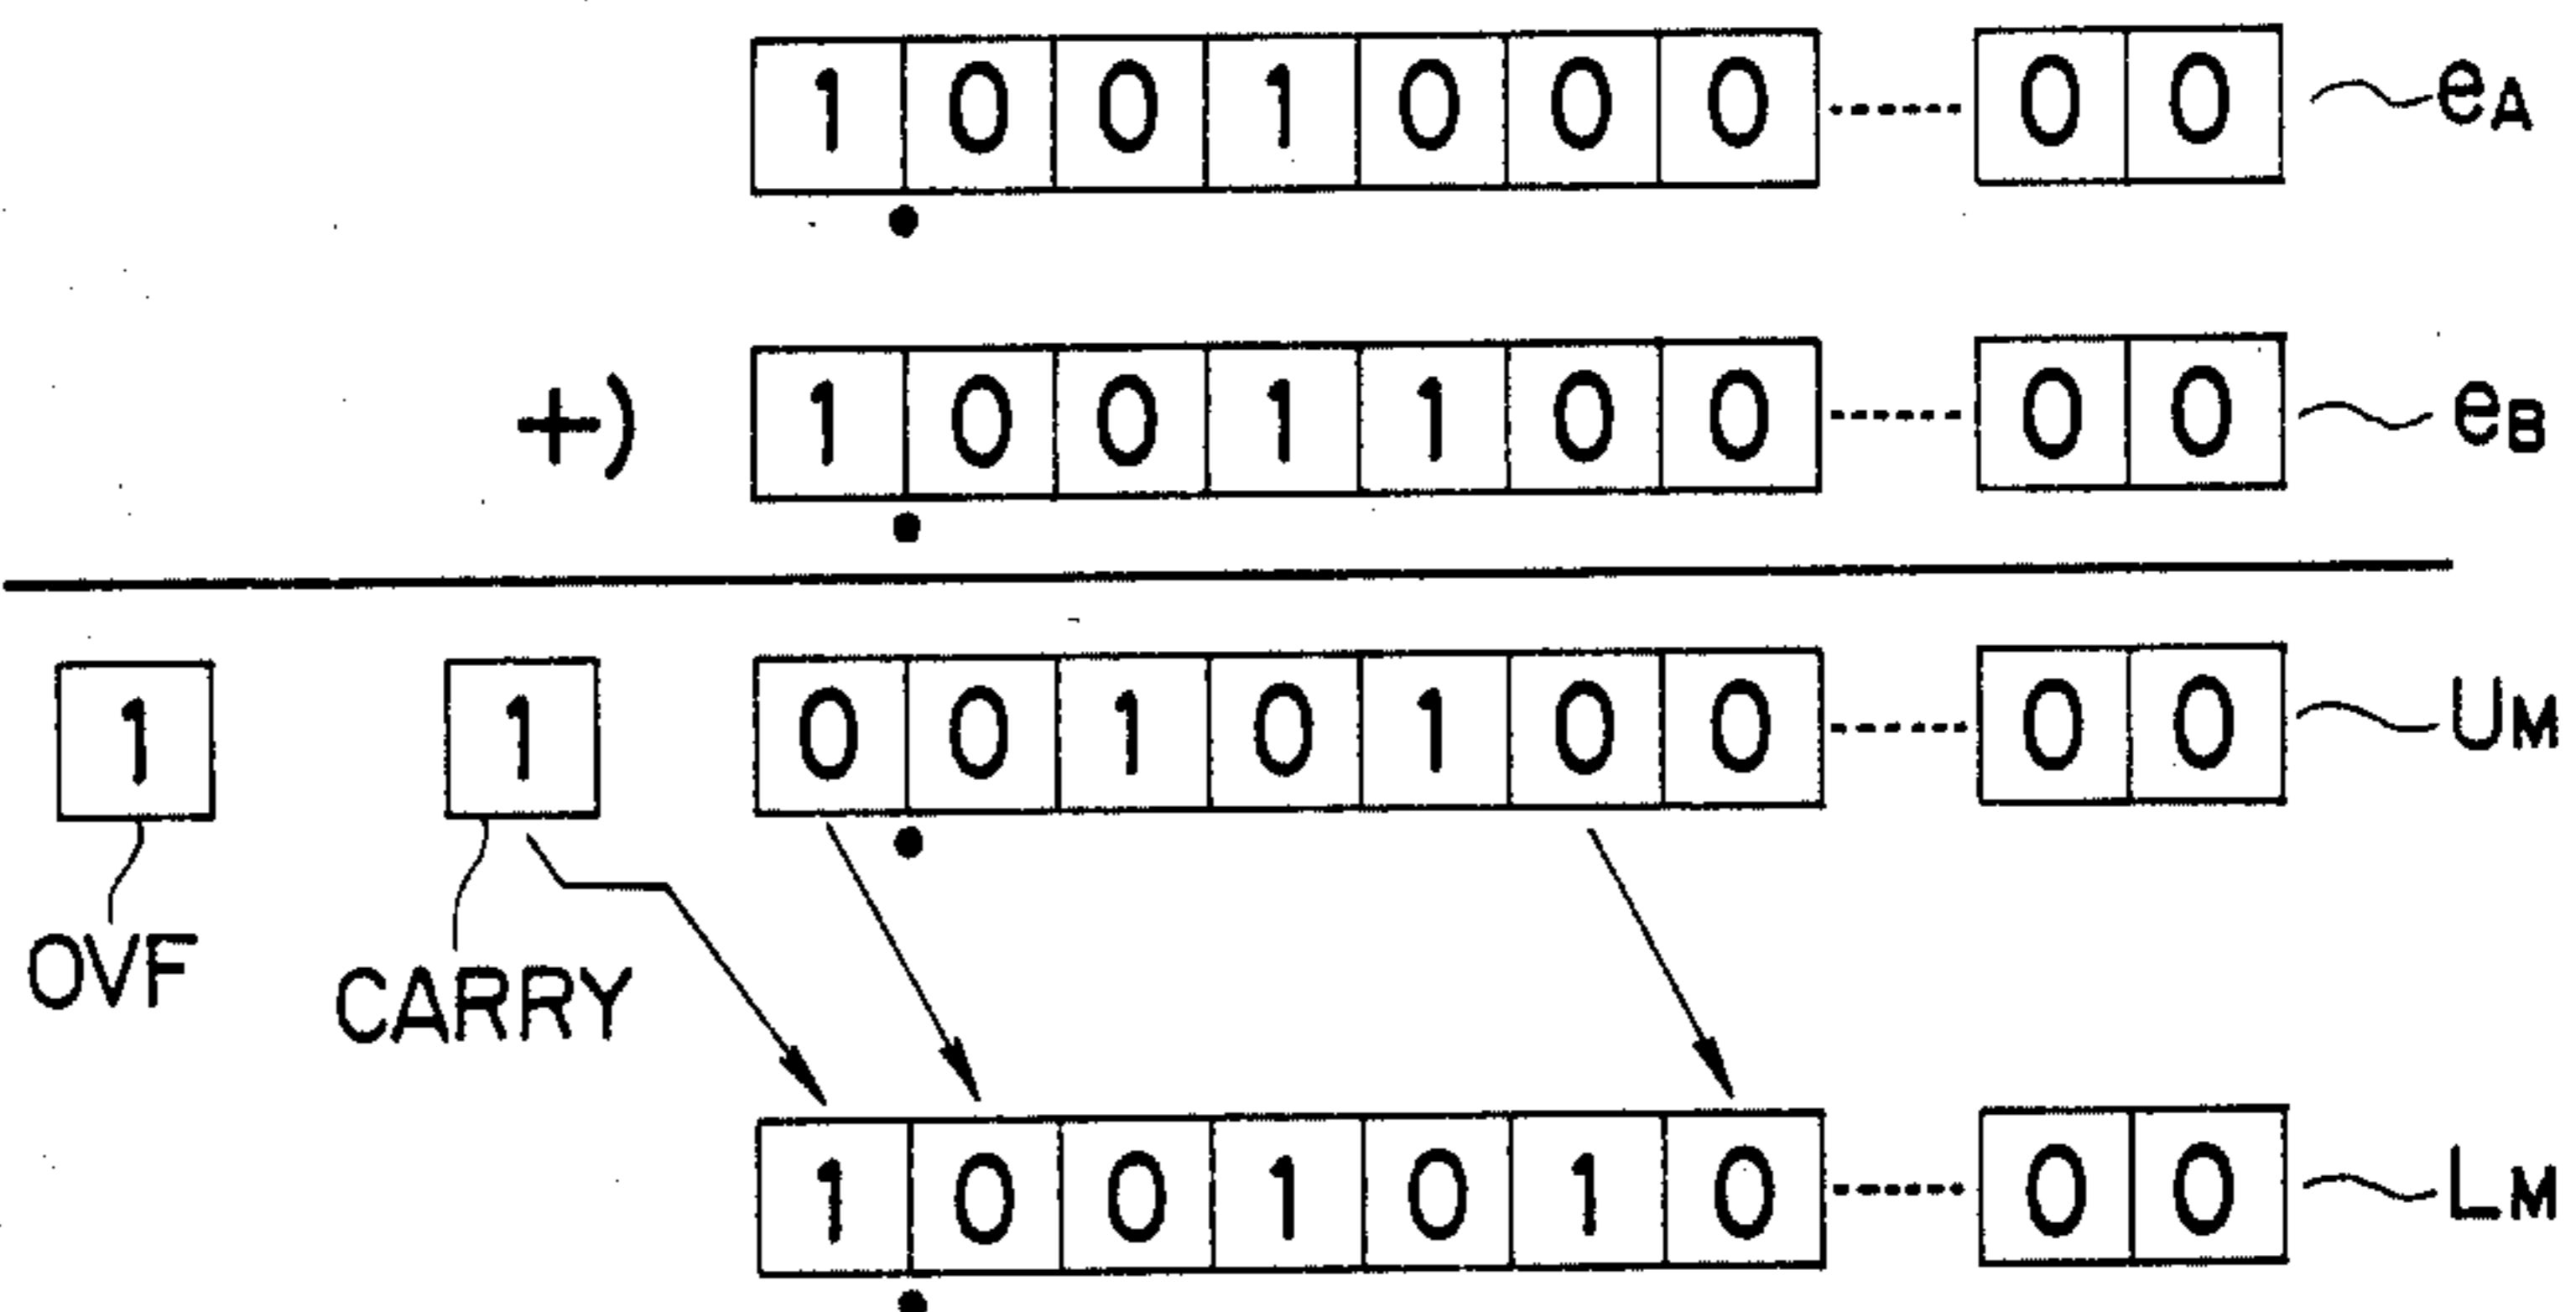 1 0 0 1 0 0 0 0 0 eA
+) 1 0 0 1 1 0 0 0 0 eB
1 1 0 0 1 0 1 0 0 0 0 UM
OVF CARRY
1 0 0 1 0 1 0 0 0 LM